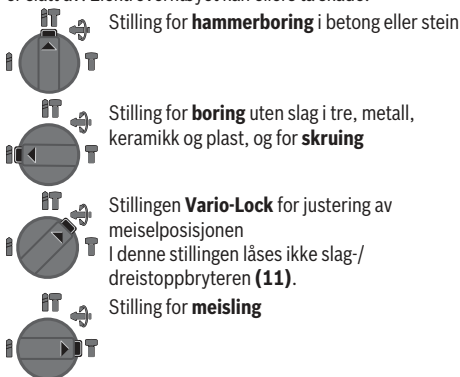 Stilling for hammerboring i betong eller stein
Stilling for boring uten slag i tre, metall,
keramikk og plast, og for skruing
Stillingen Vario-Lock for justering av
meiselposisjonen
I denne stillingen låses ikke slag-/
dreistoppbryteren (11).
Stilling for meisling